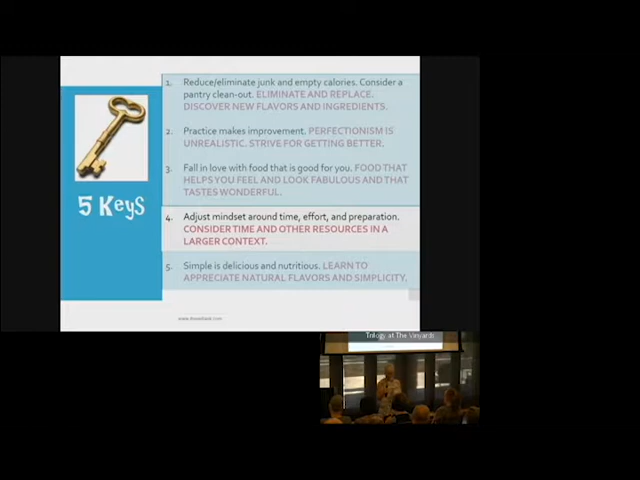 5 Keys
1. Reduce/eliminate junk and empty calories. Consider a
pantry clean-out. ELIMINATE AND REPLACE.
DISCOVER NEW FLAVORS AND INGREDIENTS.
2. Practice makes improvement. PERFECTIONISM IS
UNREALISTIC. STRIVE FOR GETTING BETTER.
3. Fall in love with food that is good for you. FOOD THAT
HELPS YOU FEEL AND LOOK FABULOUS AND THAT
TASTES WONDERFUL.
4. Adjust mindset around time, effort, and preparation.
CONSIDER TIME AND OTHER RESOURCES IN A
LARGER CONTEXT.
5. Simple is delicious and nutritious. LEARN TO
APPRECIATE NATURAL FLAVORS AND SIMPLICITY.
Trilogy at The Vineyards